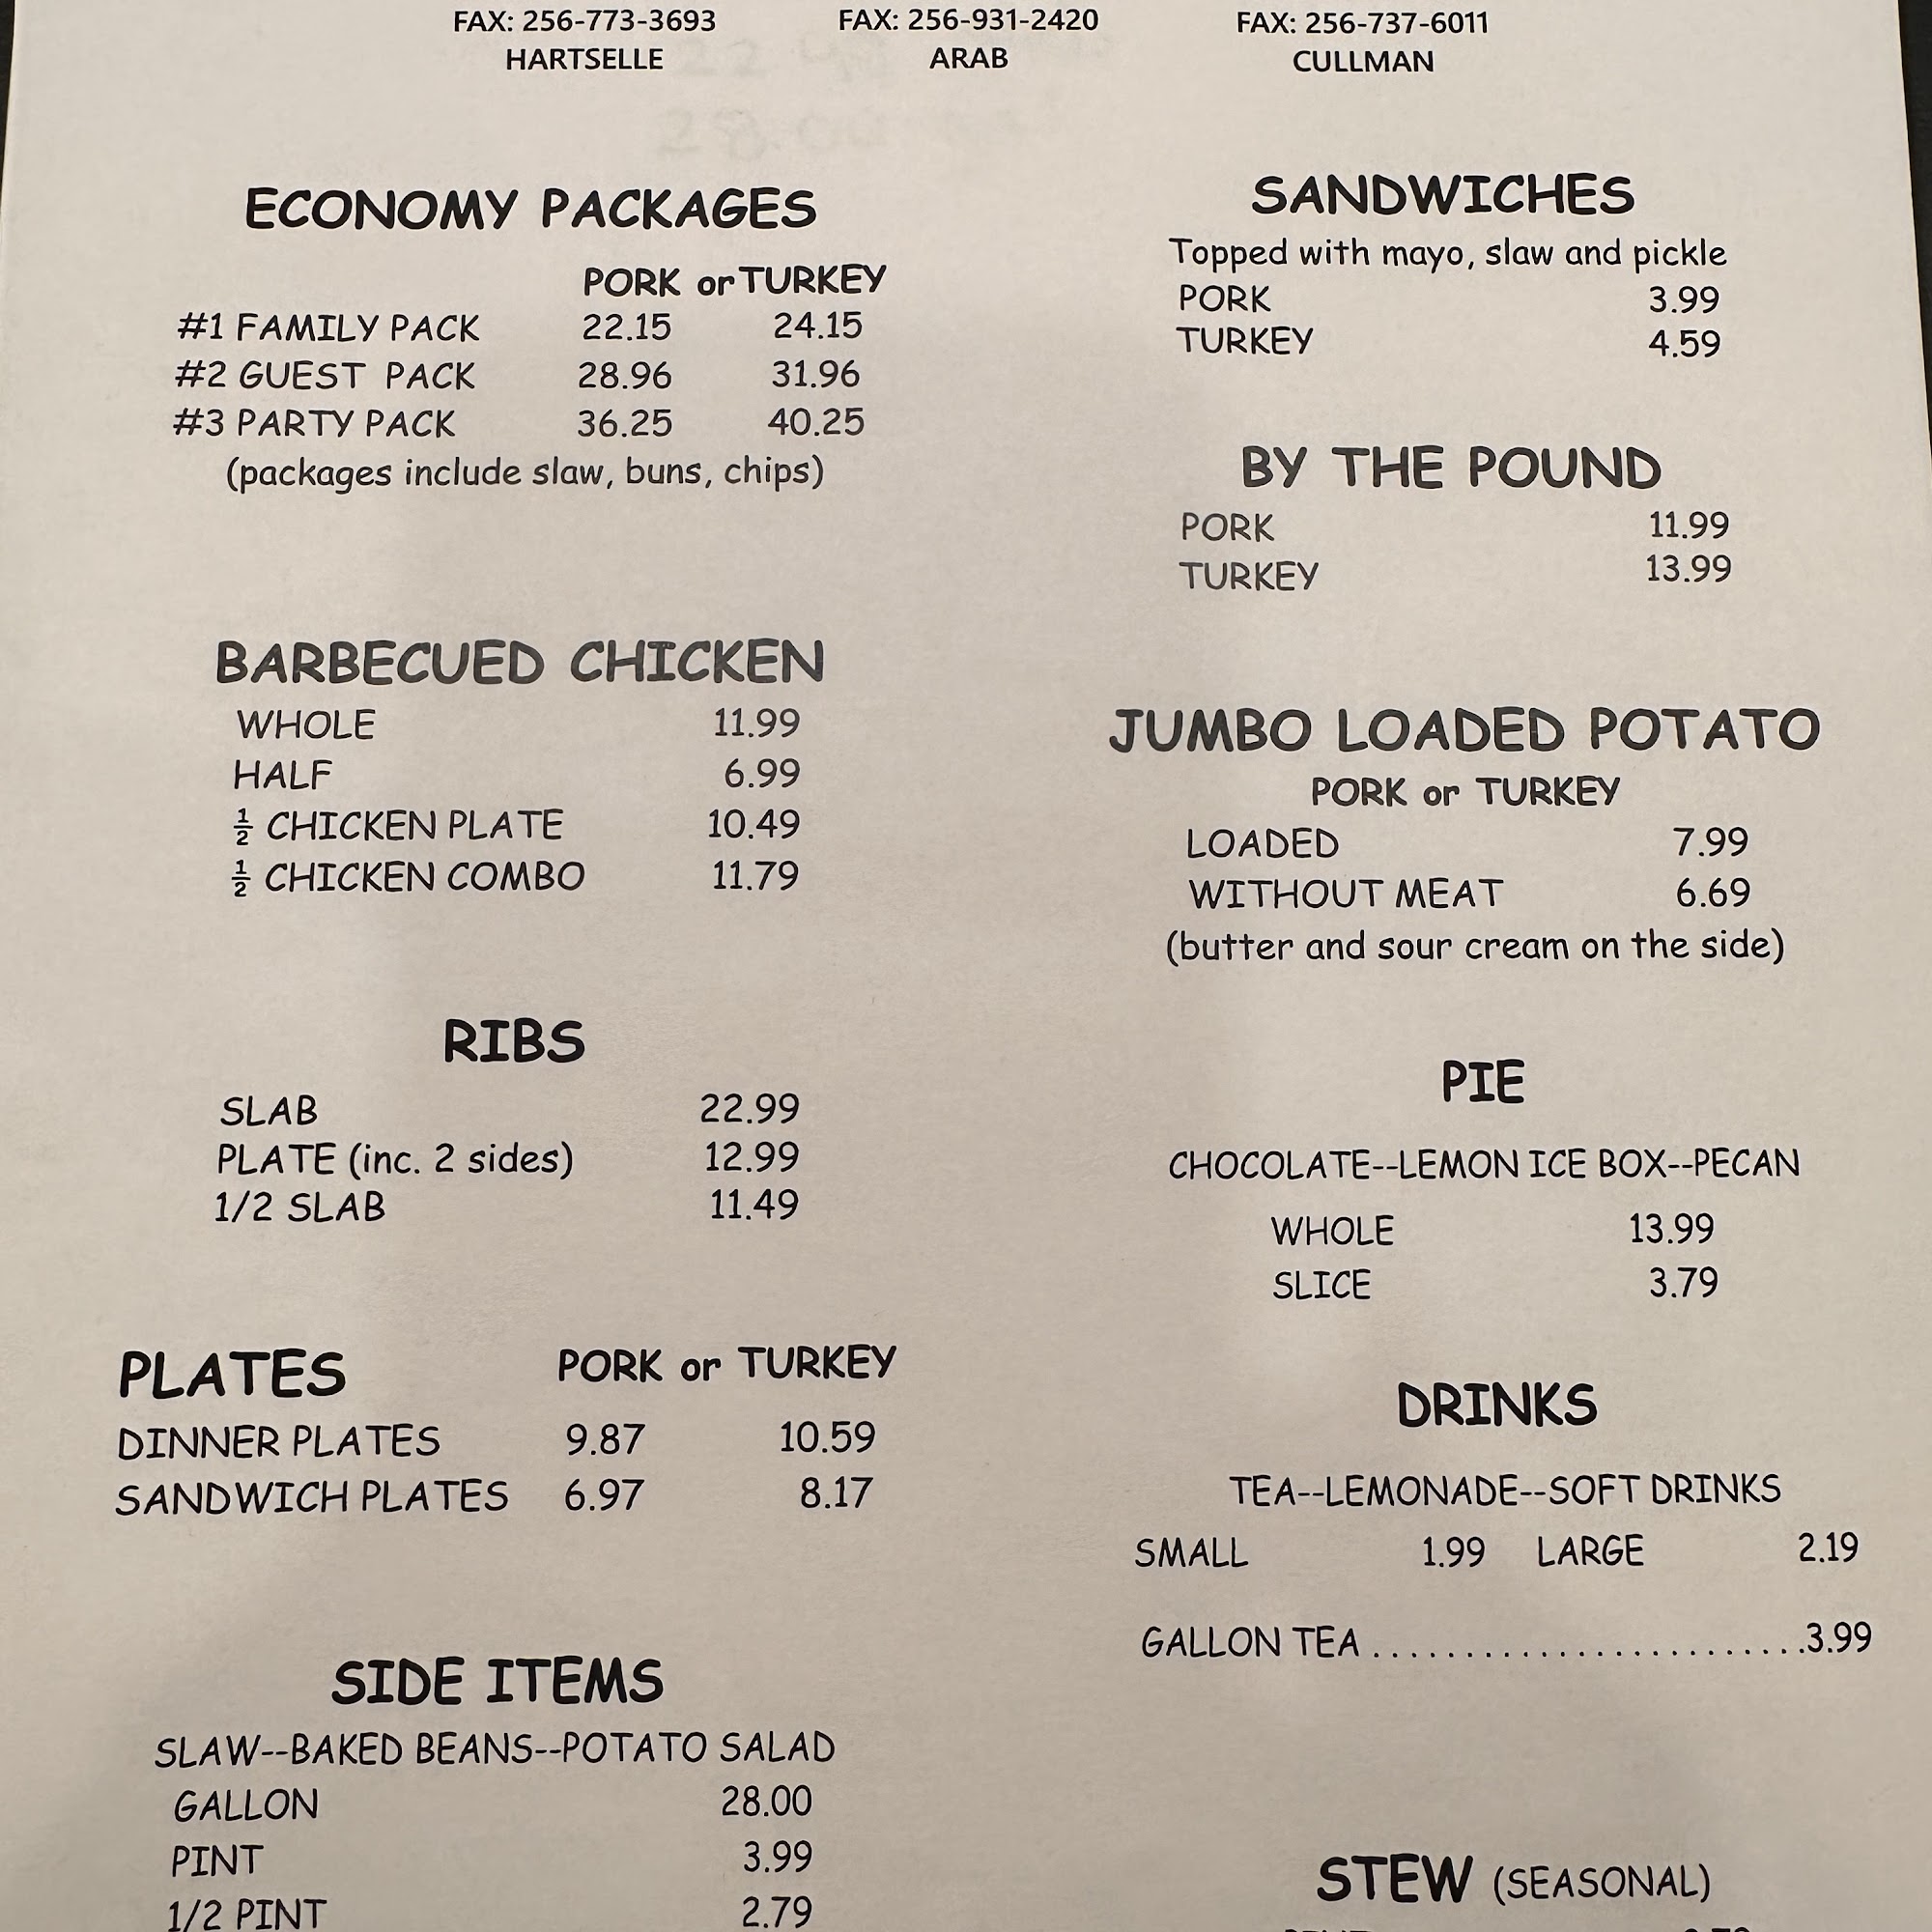 FAX: 256-773-3693 FAX: 256-931-2420 FAX: 256-737-6011
HARTSELLE ARAB CULLMAN
ECONOMY PACKAGES
PORK or TURKEY
#1 FAMILY PACK 22.15 24.15
#2 GUEST PACK 28.96 31.96
#3 PARTY PACK 36.25 40.25
(packages include slaw, buns, chips)
BARBECUED CHICKEN
WHOLE 11.99
HALF 6.99
½ CHICKEN PLATE 10.49
½ CHICKEN COMBO 11.79
RIBS
SLAB 22.99
PLATE (inc. 2 sides) 12.99
1/2 SLAB 11.49
PLATES PORK or TURKEY
DINNER PLATES 9.87 10.59
SANDWICH PLATES 6.97 8.17
SIDE ITEMS
SLAW--BAKED BEANS--POTATO SALAD
GALLON 28.00
PINT 3.99
1/2 PINT 2.79
SANDWICHES
Topped with mayo, slaw and pickle
PORK 3.99
TURKEY 4.59
BY THE POUND
PORK 11.99
TURKEY 13.99
JUMBO LOADED POTATO
PORK or TURKEY
LOADED 7.99
WITHOUT MEAT 6.69
(butter and sour cream on the side)
PIE
CHOCOLATE--LEMON ICE BOX--PECAN
WHOLE 13.99
SLICE 3.79
DRINKS
TEA--LEMONADE--SOFT DRINKS
SMALL 1.99 LARGE 2.19
GALLON TEA........................3.99
STEW (SEASONAL)